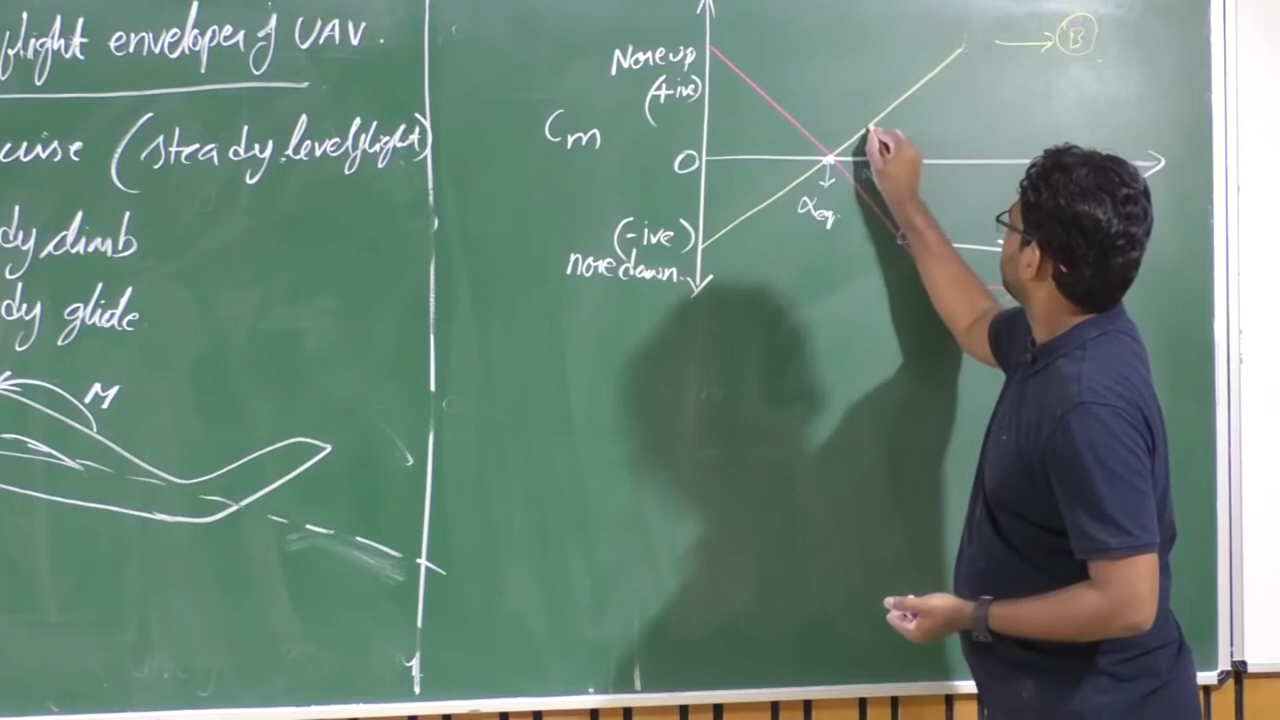 flight envelope of UAV.
uise (steady level flight)
dy climb
dy glide
M
Nose up
(+ive)
Cm
0
αeq.
(-ive)
nose down
B